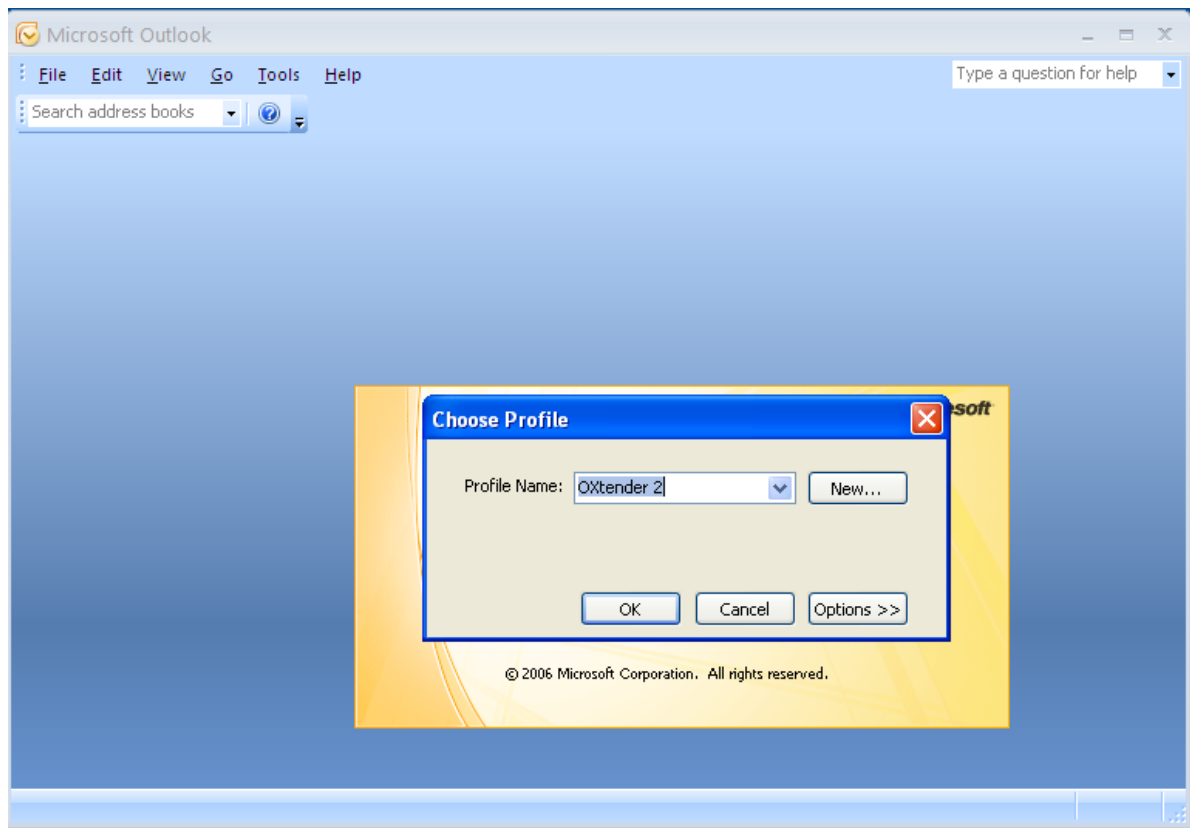 Microsoft Outlook
File Edit View Go Tools Help
Type a question for help
Search address books
soft
Choose Profile
Profile Name: OXtender 2 New...
OK Cancel Options >>
© 2006 Microsoft Corporation. All rights reserved.